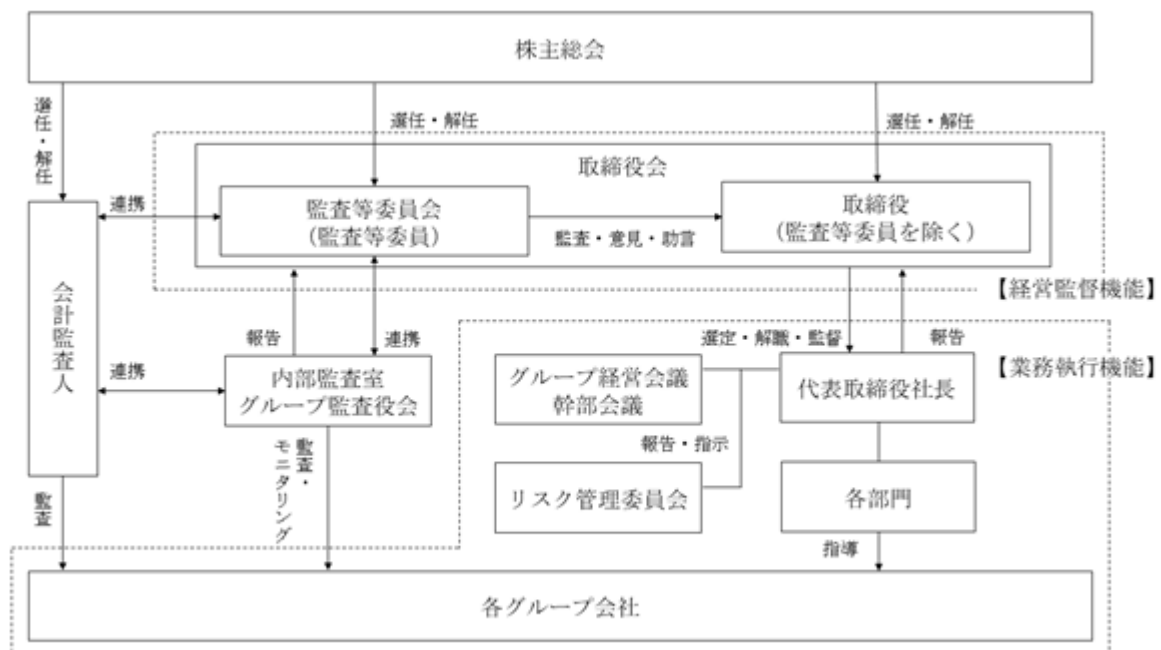 株主総会
選任・解任
選任・解任
選任・解任
取締役会
監査等委員会
(監査等委員)
取締役
(監査等委員を除く)
連携
監査・意見・助言
【経営監督機能】
会計監査人
報告
連携
選定・解職・監督
報告
【業務執行機能】
連携
内部監査室
グループ監査役会
グループ経営会議
幹部会議
代表取締役社長
報告・指示
監査・
モニタリング
リスク管理委員会
各部門
監査
指導
各グループ会社